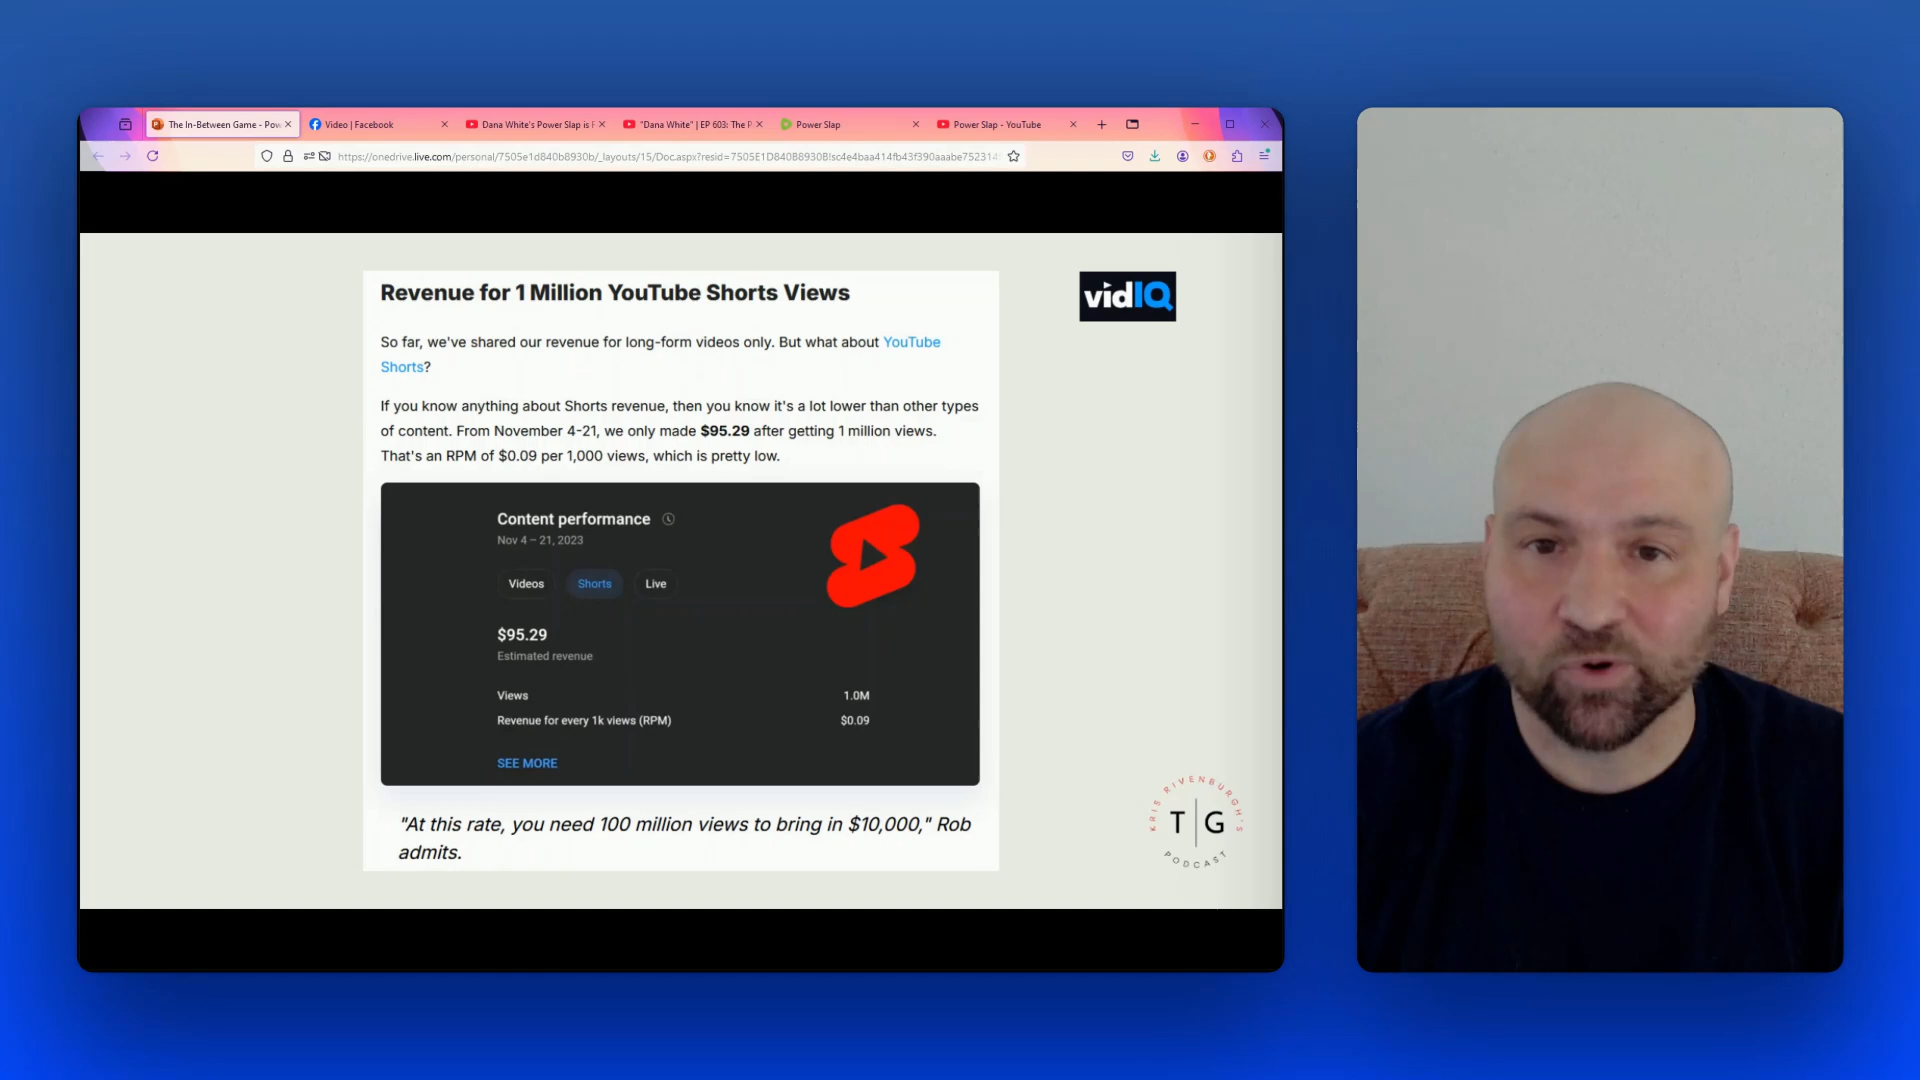 The In-Between Game - Pow
Video | Facebook
Dana White's Power Slap is F
"Dana White" | EP 603: The P
Power Slap
Power Slap - YouTube
https://onedrive.live.com/personal/7505e1d840b8930b/_layouts/15/Doc.aspx?resid=7505E1D840B8930B!sc4e4baa414fb43f390aaabe752314
Revenue for 1 Million YouTube Shorts Views
vidIQ
So far, we've shared our revenue for long-form videos only. But what about YouTube
Shorts?
If you know anything about Shorts revenue, then you know it's a lot lower than other types
of content. From November 4-21, we only made $95.29 after getting 1 million views.
That's an RPM of $0.09 per 1,000 views, which is pretty low.
Content performance
Nov 4 – 21, 2023
Videos
Shorts
Live
$95.29
Estimated revenue
Views
1.0M
Revenue for every 1k views (RPM)
$0.09
SEE MORE
"At this rate, you need 100 million views to bring in $10,000," Rob
admits.
KRIS RIVENBURGH'S
T|G
PODCAST